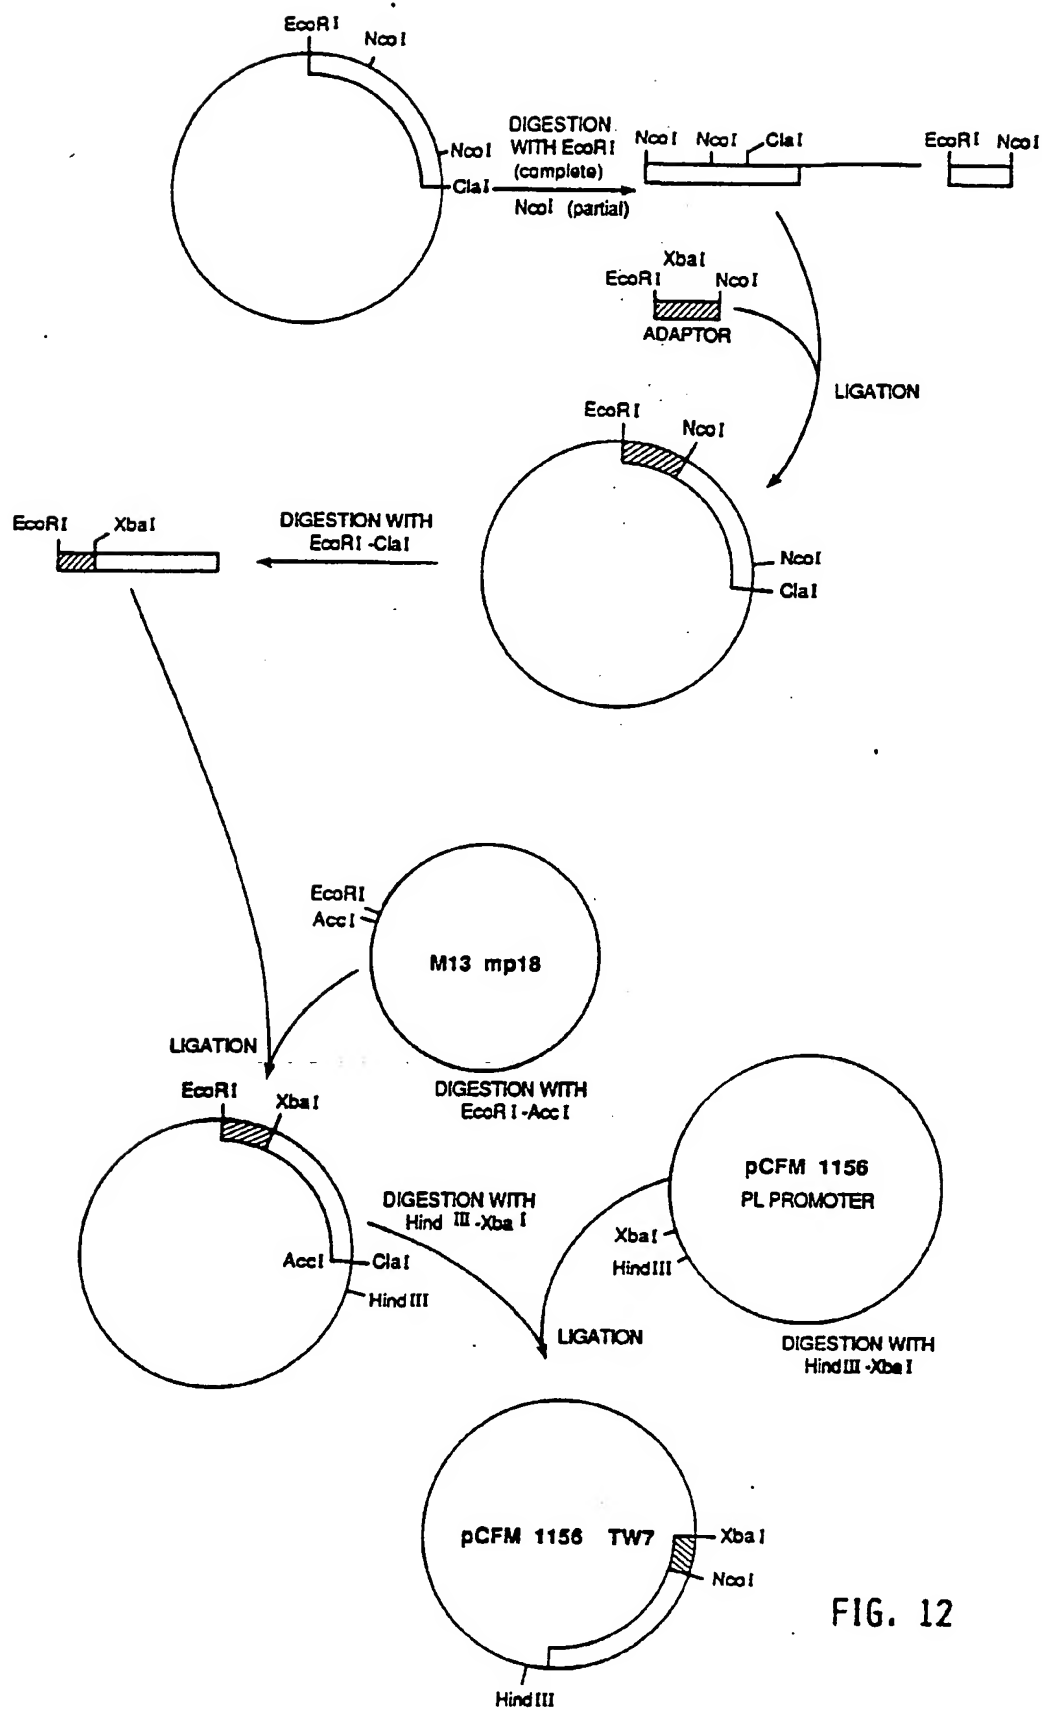 EcoRI
NcoI
NcoI
ClaI
DIGESTION
WITH EcoRI
(complete)
NcoI (partial)
NcoI NcoI ClaI
EcoRI NcoI
XbaI
EcoRI NcoI
ADAPTOR
LIGATION
EcoRI
NcoI
NcoI
ClaI
DIGESTION WITH
EcoRI-ClaI
EcoRI XbaI
EcoRI
AccI
M13 mp18
DIGESTION WITH
EcoRI-AccI
LIGATION
EcoRI
XbaI
AccI ClaI
HindIII
DIGESTION WITH
Hind III-Xba I
pCFM 1156
PL PROMOTER
XbaI
HindIII
DIGESTION WITH
HindIII-XbaI
LIGATION
pCFM 1156 TW7
XbaI
NcoI
HindIII
FIG. 12